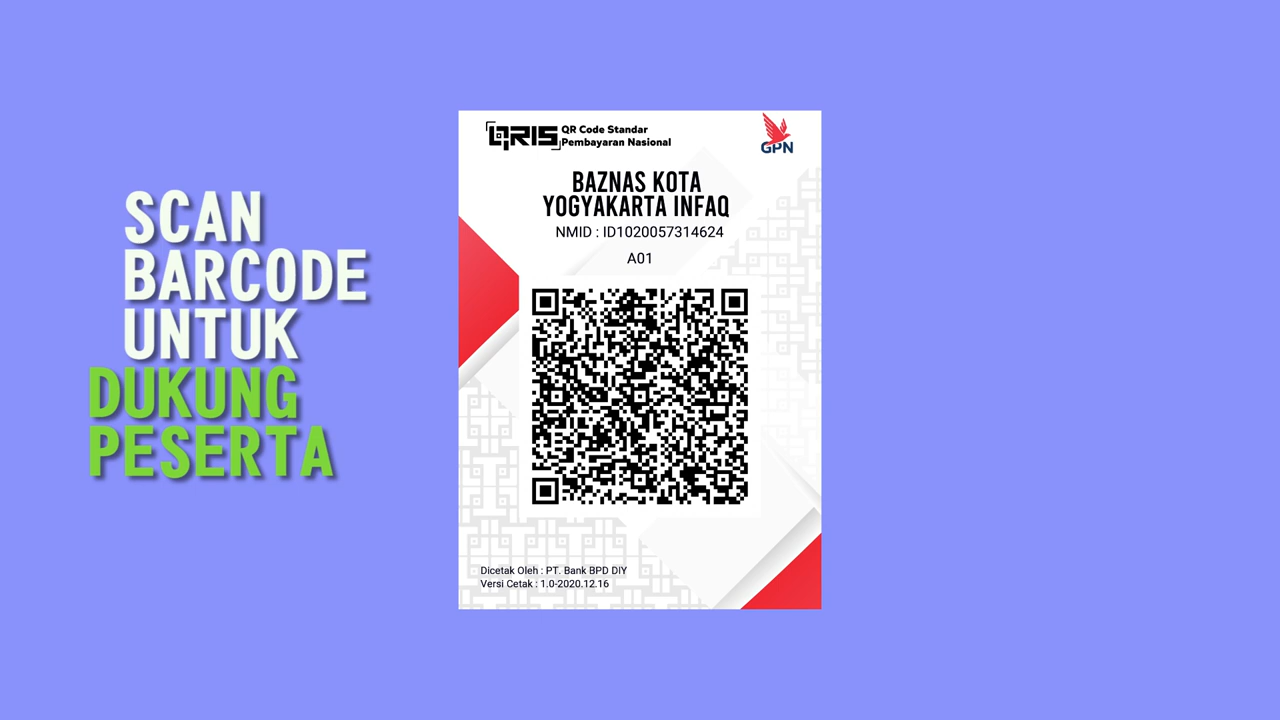 SCAN
BARCODE
UNTUK
DUKUNG
PESERTA
QRIS
QR Code Standar
Pembayaran Nasional
GPN
BAZNAS KOTA
YOGYAKARTA INFAQ
NMID : ID1020057314624
A01
Dicetak Oleh : PT. Bank BPD DIY
Versi Cetak : 1.0-2020.12.16